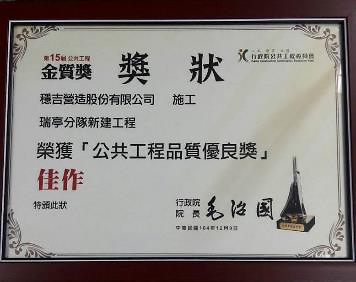 第15屆公共工程
金質獎
獎狀
行政院公共工程委員會
穩吉營造股份有限公司 施工
瑞亭分隊新建工程
榮獲「公共工程品質優良獎」
佳作
特頒此狀
行政院
院長 毛治國
中華民國104年12月9日